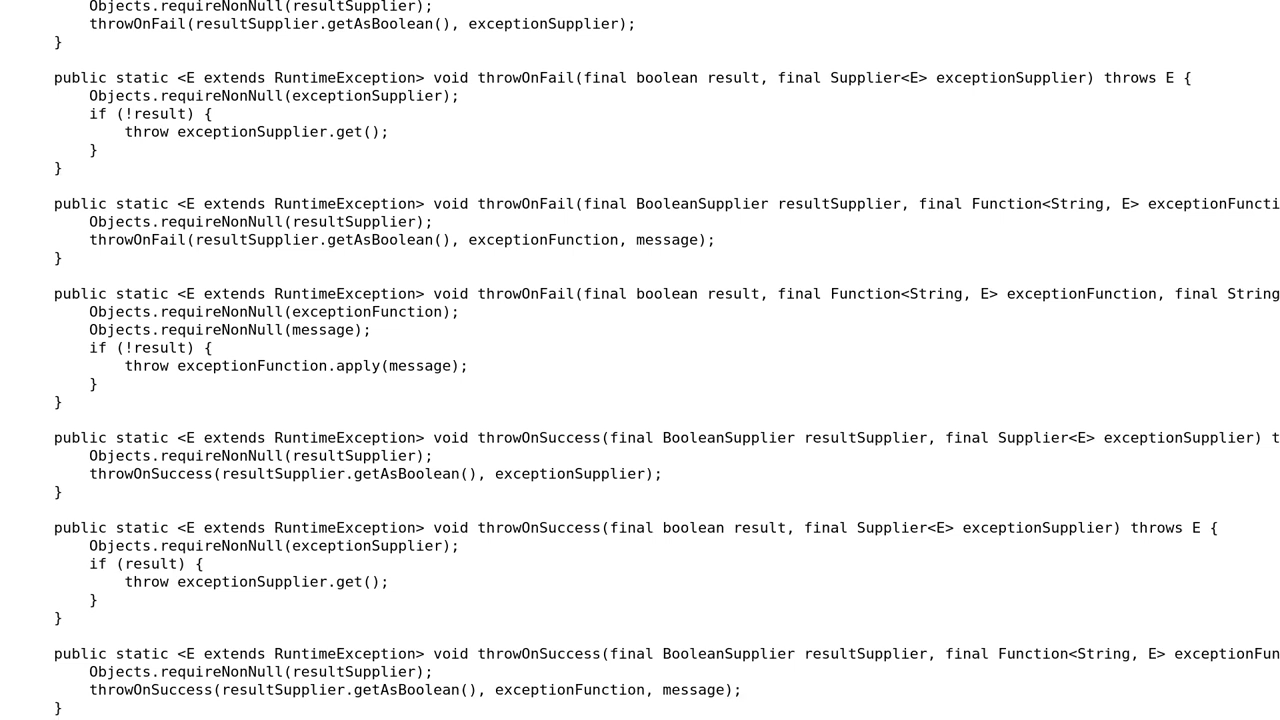 Objects.requireNonNull(resultSupplier);
        throwOnFail(resultSupplier.getAsBoolean(), exceptionSupplier);
    }

    public static <E extends RuntimeException> void throwOnFail(final boolean result, final Supplier<E> exceptionSupplier) throws E {
        Objects.requireNonNull(exceptionSupplier);
        if (!result) {
            throw exceptionSupplier.get();
        }
    }

    public static <E extends RuntimeException> void throwOnFail(final BooleanSupplier resultSupplier, final Function<String, E> exceptionFuncti
        Objects.requireNonNull(resultSupplier);
        throwOnFail(resultSupplier.getAsBoolean(), exceptionFunction, message);
    }

    public static <E extends RuntimeException> void throwOnFail(final boolean result, final Function<String, E> exceptionFunction, final String
        Objects.requireNonNull(exceptionFunction);
        Objects.requireNonNull(message);
        if (!result) {
            throw exceptionFunction.apply(message);
        }
    }

    public static <E extends RuntimeException> void throwOnSuccess(final BooleanSupplier resultSupplier, final Supplier<E> exceptionSupplier) t
        Objects.requireNonNull(resultSupplier);
        throwOnSuccess(resultSupplier.getAsBoolean(), exceptionSupplier);
    }

    public static <E extends RuntimeException> void throwOnSuccess(final boolean result, final Supplier<E> exceptionSupplier) throws E {
        Objects.requireNonNull(exceptionSupplier);
        if (result) {
            throw exceptionSupplier.get();
        }
    }

    public static <E extends RuntimeException> void throwOnSuccess(final BooleanSupplier resultSupplier, final Function<String, E> exceptionFun
        Objects.requireNonNull(resultSupplier);
        throwOnSuccess(resultSupplier.getAsBoolean(), exceptionFunction, message);
    }